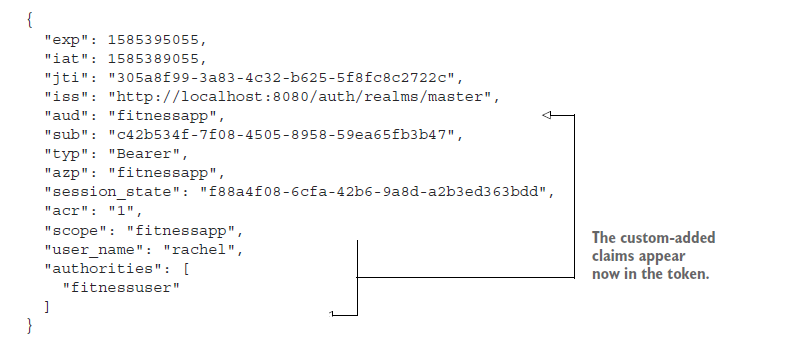 {
"exp": 1585395055,
"iat": 1585389055,
"jti": "305a8f99-3a83-4c32-b625-5f8fc8c2722c",
"iss": "http://localhost:8080/auth/realms/master",
"aud": "fitnessapp",
"sub": "c42b534f-7f08-4505-8958-59ea65fb3b47",
"typ": "Bearer",
"azp": "fitnessapp",
"session_state": "f88a4f08-6cfa-42b6-9a8d-a2b3ed363bdd",
"acr": "1",
"scope": "fitnessapp",
"user_name": "rachel",
"authorities": [
"fitnessuser"
]
}
The custom-added
claims appear
now in the token.